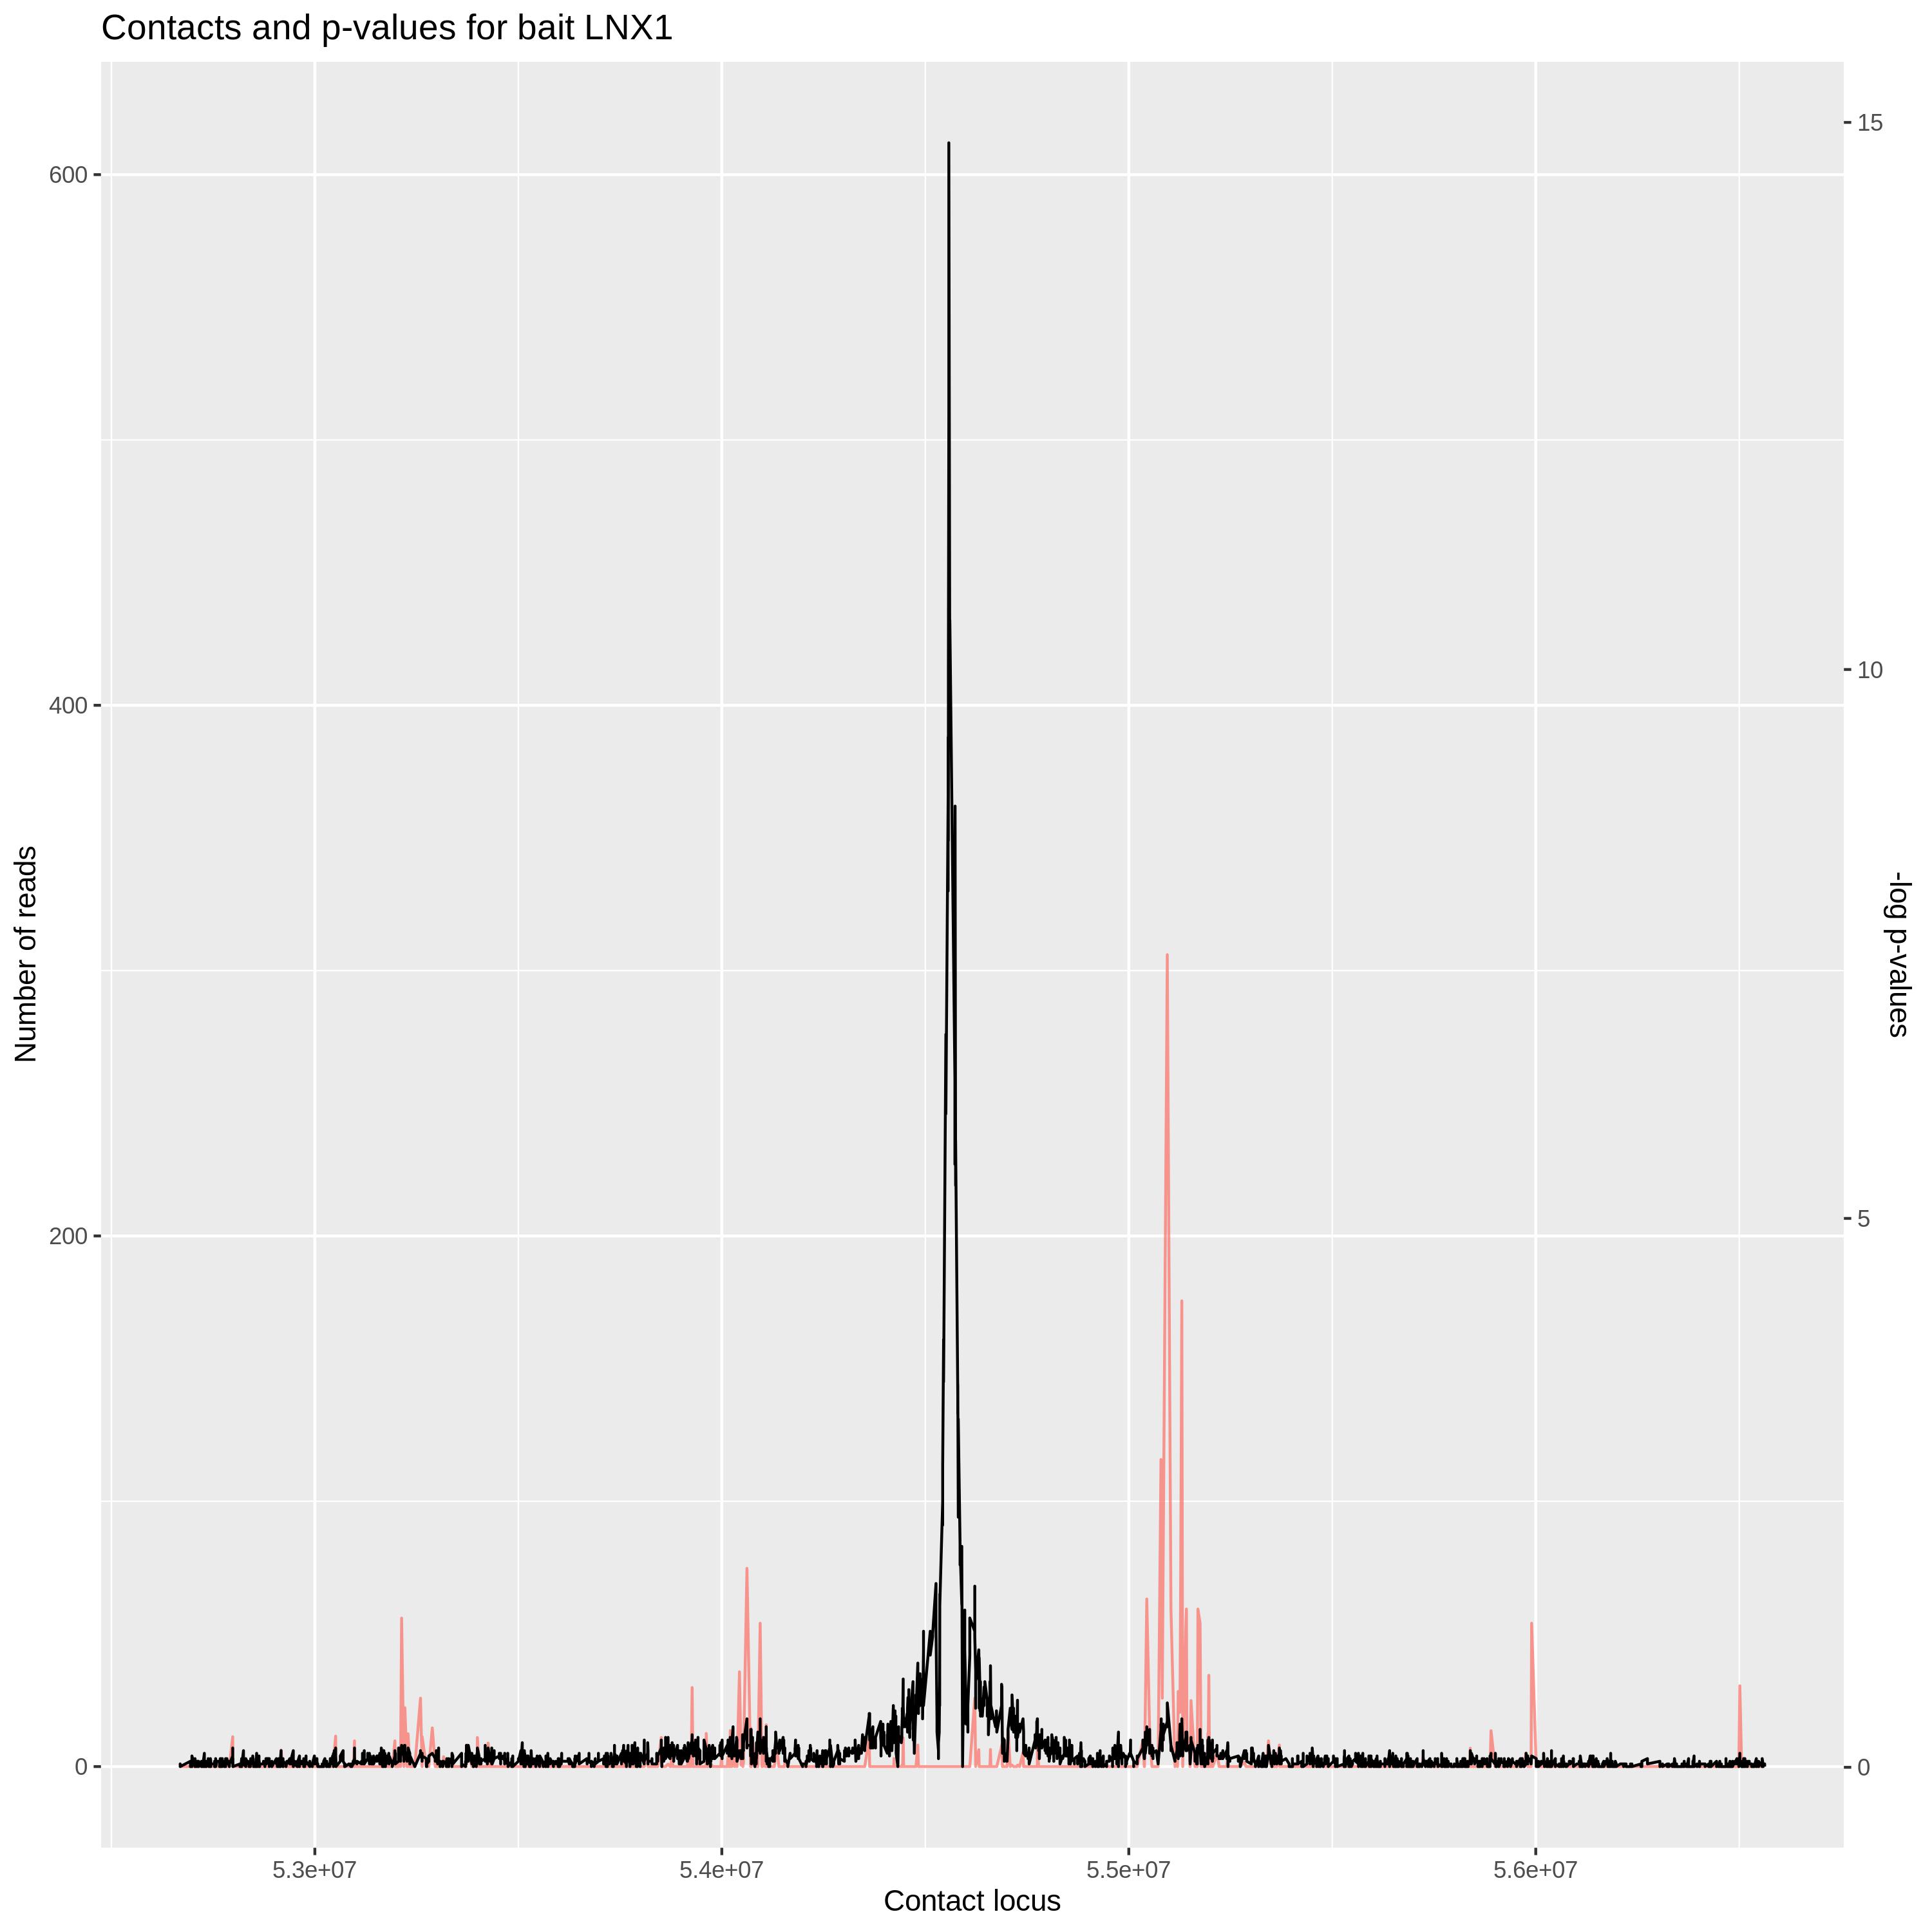 Contacts and p-values for bait LNX1
15
600
10
400
Number of reads
-log p-values
5
200
0
0
5.3e+07
5.4e+07
5.5e+07
5.6e+07
Contact locus